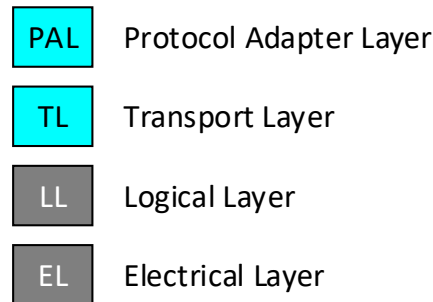 PAL Protocol Adapter Layer
TL Transport Layer
LL Logical Layer
EL Electrical Layer